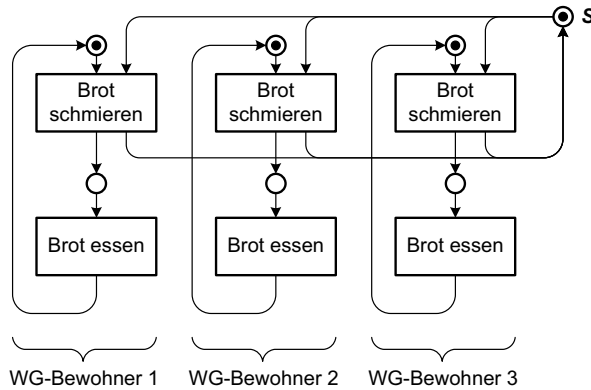 S
Brot
schmieren
Brot
schmieren
Brot
schmieren
Brot essen
Brot essen
Brot essen
WG-Bewohner 1
WG-Bewohner 2
WG-Bewohner 3